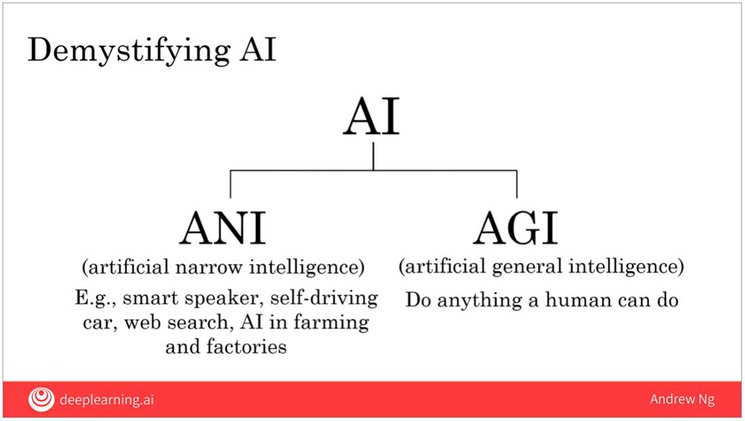 Demystifying AI
AI
ANI
(artificial narrow intelligence)
E.g., smart speaker, self-driving
car, web search, AI in farming
and factories
AGI
(artificial general intelligence)
Do anything a human can do
deeplearning.ai
Andrew Ng